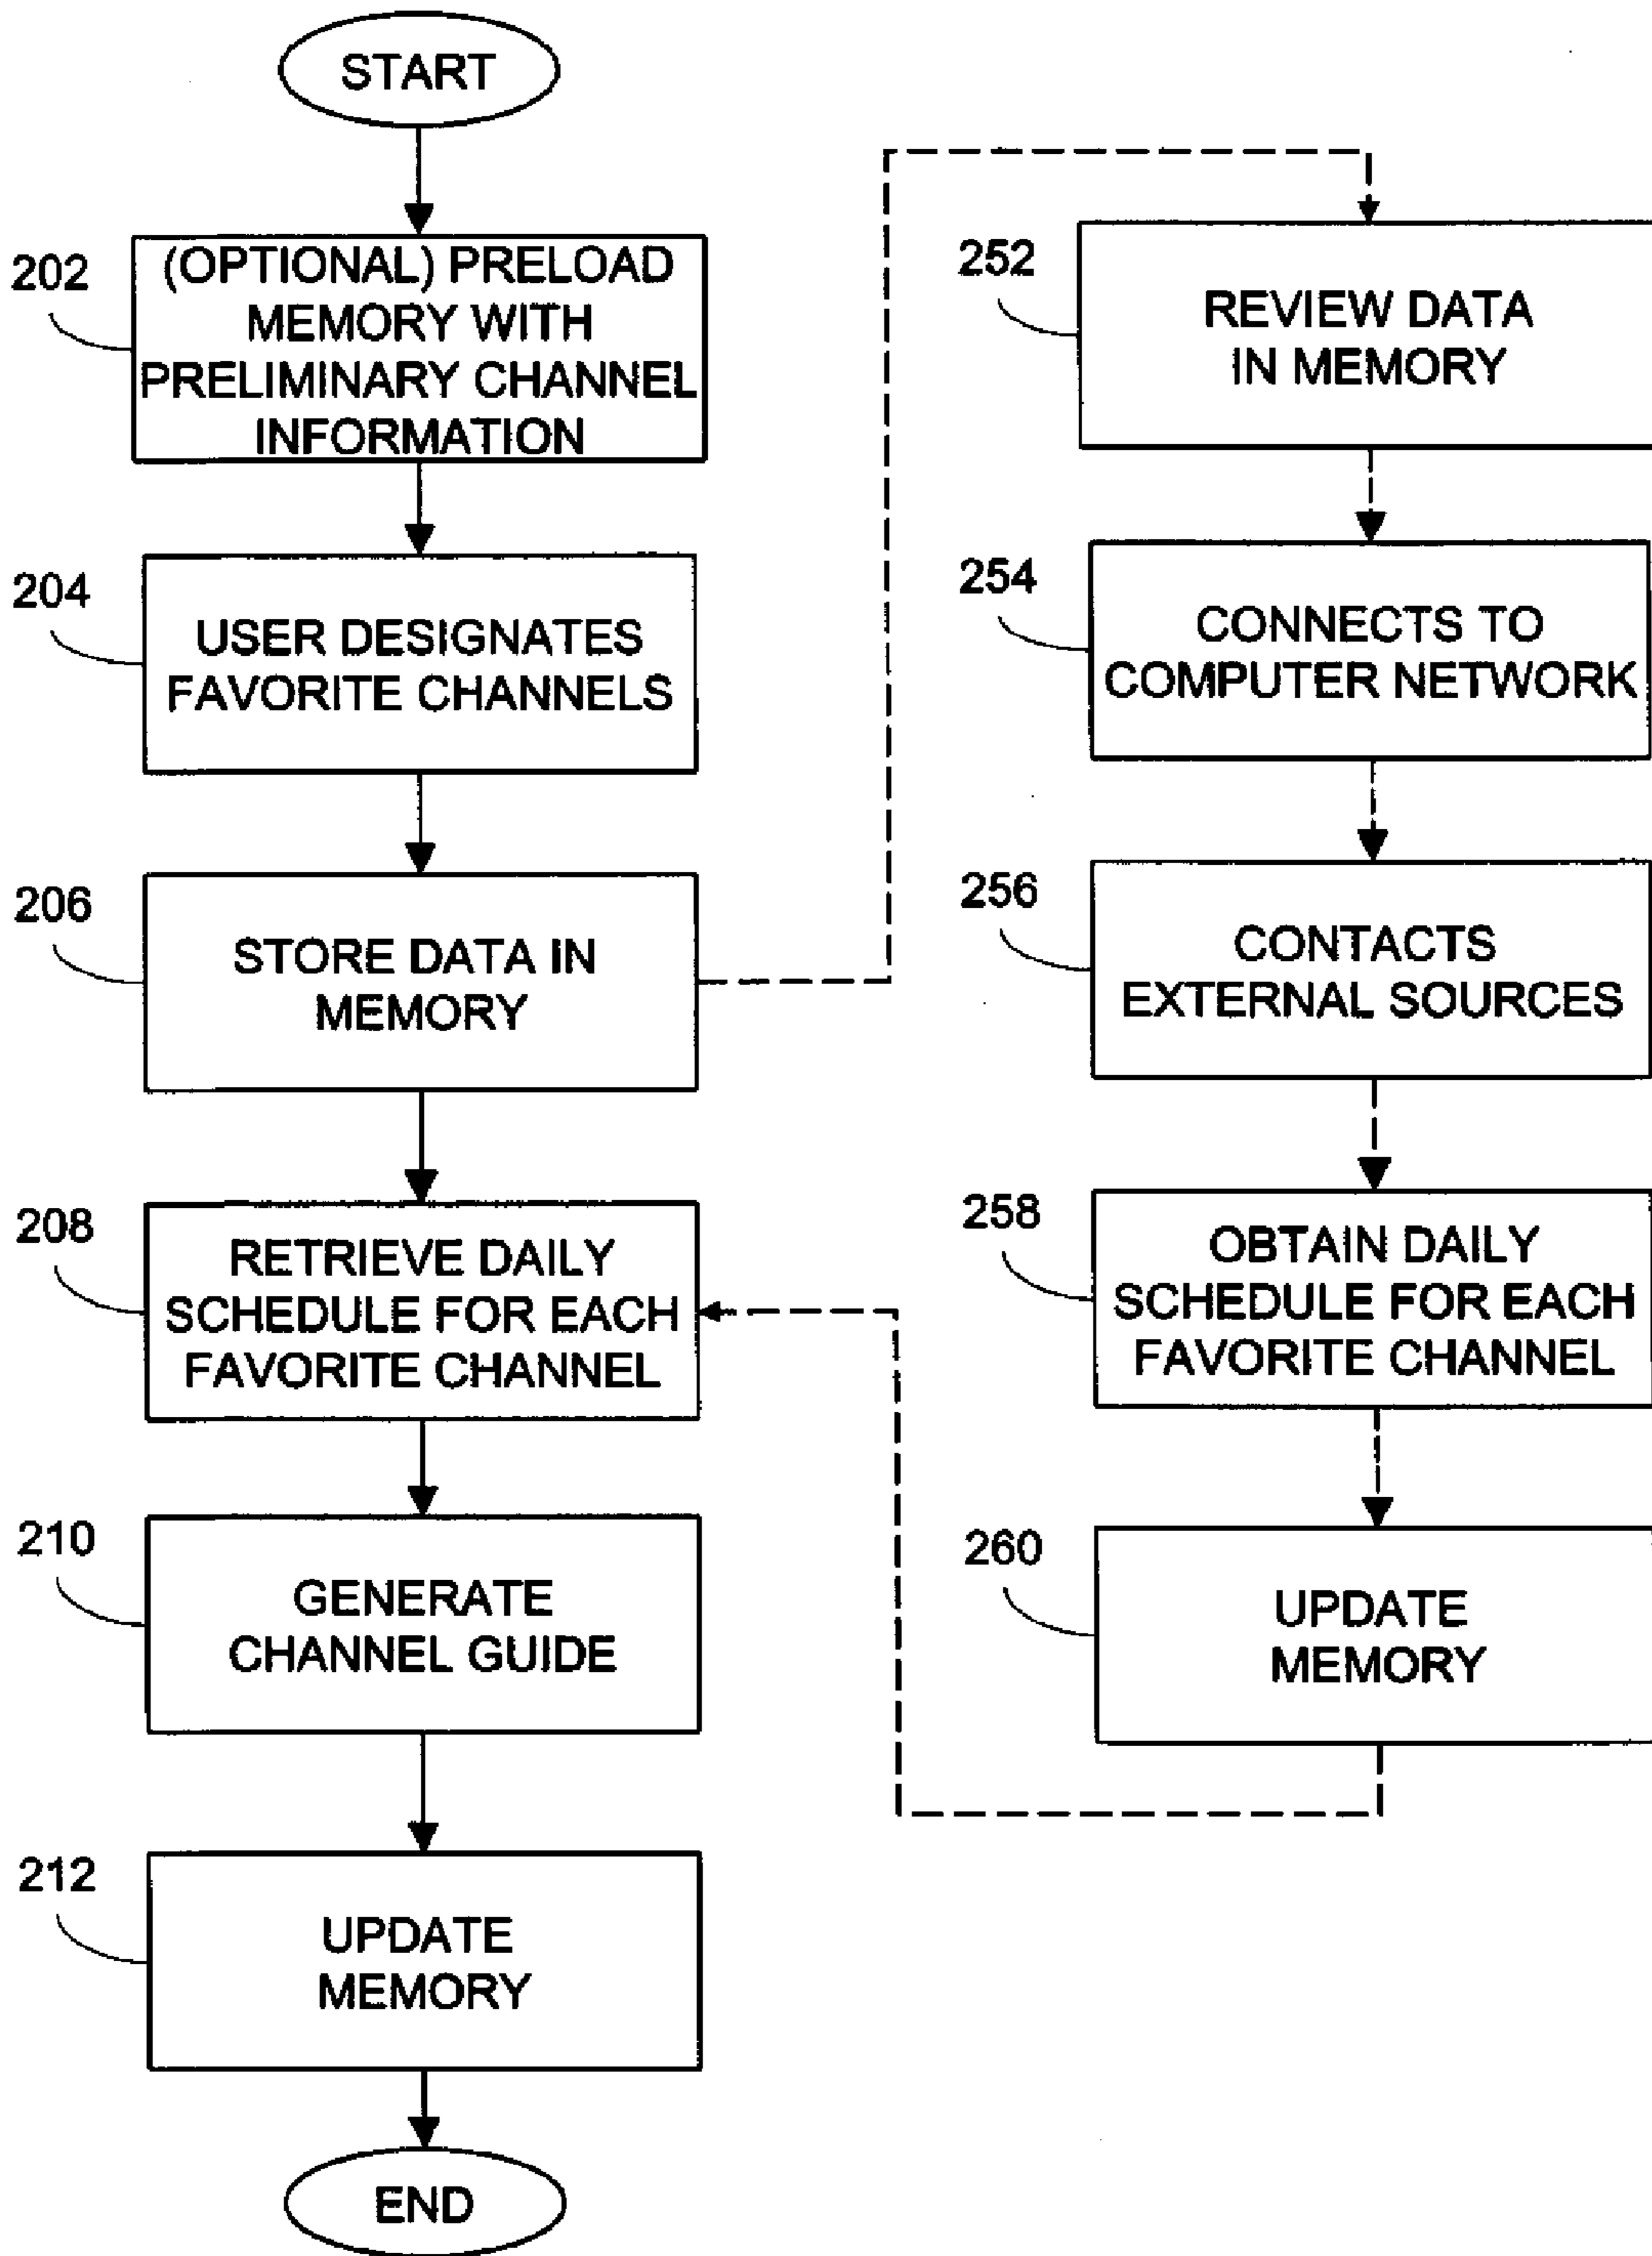 START
202
(OPTIONAL) PRELOAD
MEMORY WITH
PRELIMINARY CHANNEL
INFORMATION
204
USER DESIGNATES
FAVORITE CHANNELS
206
STORE DATA IN
MEMORY
208
RETRIEVE DAILY
SCHEDULE FOR EACH
FAVORITE CHANNEL
210
GENERATE
CHANNEL GUIDE
212
UPDATE
MEMORY
END
252
REVIEW DATA
IN MEMORY
254
CONNECTS TO
COMPUTER NETWORK
256
CONTACTS
EXTERNAL SOURCES
258
OBTAIN DAILY
SCHEDULE FOR EACH
FAVORITE CHANNEL
260
UPDATE
MEMORY